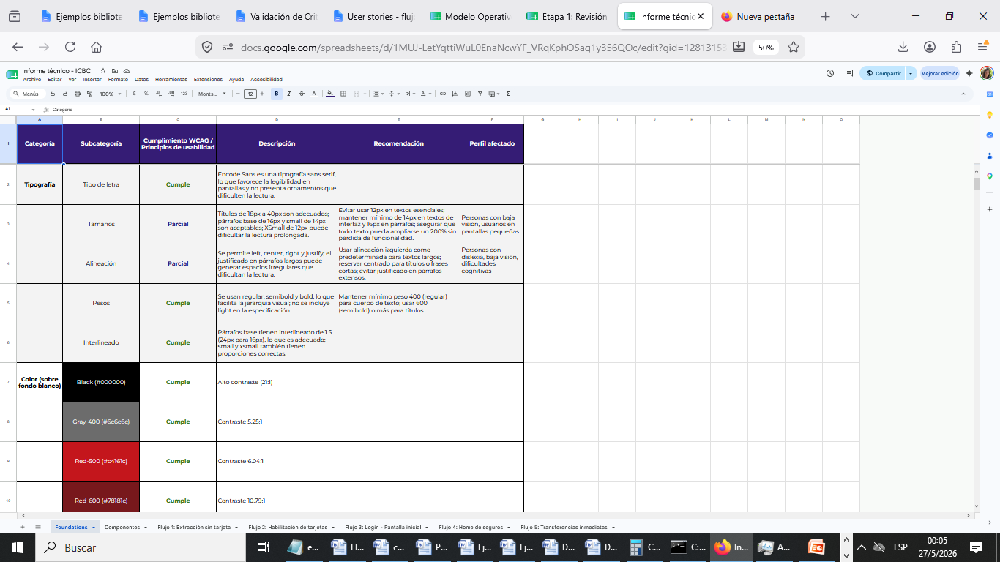 Ejemplos bibliote
Ejemplos bibliote
Validación de Crit
User stories - fluj
Modelo Operativ
Etapa 1: Revisión
Informe técnic
Nueva pestaña
docs.google.com/spreadsheets/d/1MUJ-LetYqttiWuL0EnaNcwYF_VRqKphOSag1y356QOc/edit?gid=12813153
50%
Informe técnico - ICBC
Archivo Editar Ver Insertar Formato Datos Herramientas Extensiones Ayuda Accesibilidad
Compartir
Mejorar edición
Menús
100%
€ % .0 .00 123
Monts...
12
B I S A
A1
Categoría
A B C D E F G H I J K L M N O
1
Categoría
Subcategoría
Cumplimiento WCAG /
Principios de usabilidad
Descripción
Recomendación
Perfil afectado
2
Tipografía
Tipo de letra
Cumple
Encode Sans es una tipografía sans serif,
lo que favorece la legibilidad en
pantallas y no presenta ornamentos que
dificulten la lectura.
3
Tamaños
Parcial
Títulos de 18px a 40px son adecuados;
párrafos base de 16px y small de 14px
son aceptables; XSmall de 12px puede
dificultar la lectura prolongada.
Evitar usar 12px en textos esenciales;
mantener mínimo de 14px en textos de
interfaz y 16px en párrafos; asegurar que
todo texto pueda ampliarse un 200% sin
pérdida de funcionalidad.
Personas con baja
visión, usuarios en
pantallas pequeñas
4
Alineación
Parcial
Se permite left, center, right y justify; el
justificado en párrafos largos puede
generar espacios irregulares que
dificultan la lectura.
Usar alineación izquierda como
predeterminada para textos largos;
reservar centrado para títulos o frases
cortas; evitar justificado en párrafos
extensos.
Personas con
dislexia, baja visión,
dificultades
cognitivas
5
Pesos
Cumple
Se usan regular, semibold y bold, lo que
facilita la jerarquía visual; no se incluye
light en la especificación.
Mantener mínimo peso 400 (regular)
para cuerpo de texto; usar 600
(semibold) o más para títulos.
6
Interlineado
Cumple
Párrafos base tienen interlineado de 1.5
(24px para 16px), lo que es adecuado;
small y xsmall también tienen
proporciones correctas.
7
Color (sobre
fondo blanco)
Black (#000000)
Cumple
Alto contraste (21:1)
8
Gray-400 (#6c6c6c)
Cumple
Contraste 5.25:1
9
Red-500 (#c4161c)
Cumple
Contraste 6.04:1
10
Red-600 (#78181c)
Cumple
Contraste 10.79:1
Foundations
Componentes
Flujo 1: Extracción sin tarjeta
Flujo 2: Habilitación de tarjetas
Flujo 3: Login - Pantalla inicial
Flujo 4: Home de seguros
Flujo 5: Transferencias inmediatas
Buscar
e...
Fl...
c...
P...
Ej...
Ej...
D...
D...
C...
C:...
In...
A...
ESP
00:05
27/5/2026